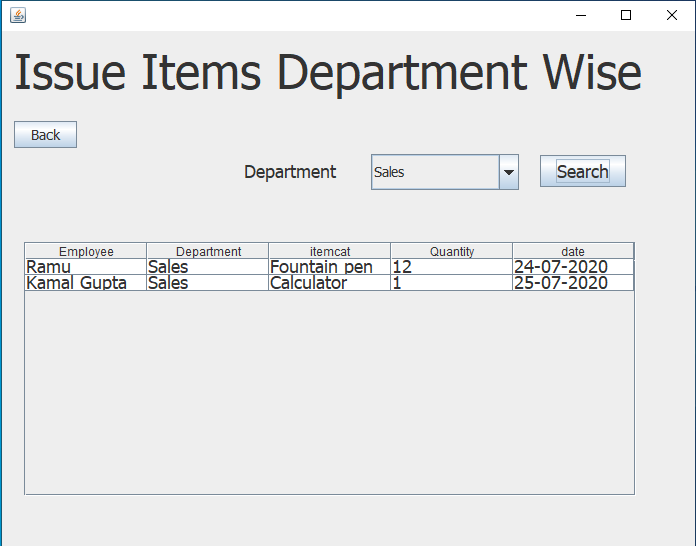 Issue Items Department Wise
Back
Department Sales Search
Employee Department itemcat Quantity date
Ramu Sales Fountain pen 12 24-07-2020
Kamal Gupta Sales Calculator 1 25-07-2020